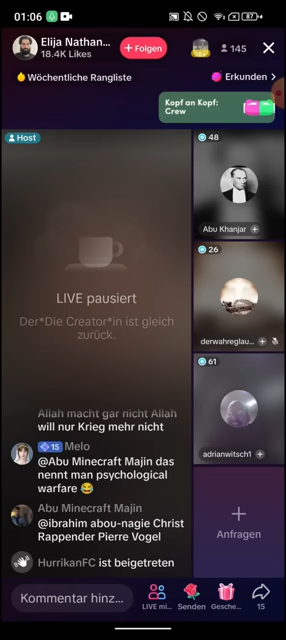 01:06
87
Elija Nathan...
18.4K Likes
+ Folgen
145
Wöchentliche Rangliste
Erkunden >
Kopf an Kopf:
Crew
Host
48
LIVE pausiert
Der*Die Creator*in ist gleich
zurück.
Abu Khanjar
26
derwahreglau...
61
adrianwitsch1
Anfragen
Allah macht gar nicht Allah
will nur Krieg mehr nicht
15 Melo
@Abu Minecraft Majin das
nennt man psychological
warfare 😂
Abu Minecraft Majin
@ibrahim abou-nagie Christ
Rappender Pierre Vogel
HurrikanFC ist beigetreten
Kommentar hinz...
LIVE mi...
Senden
Gesche...
15